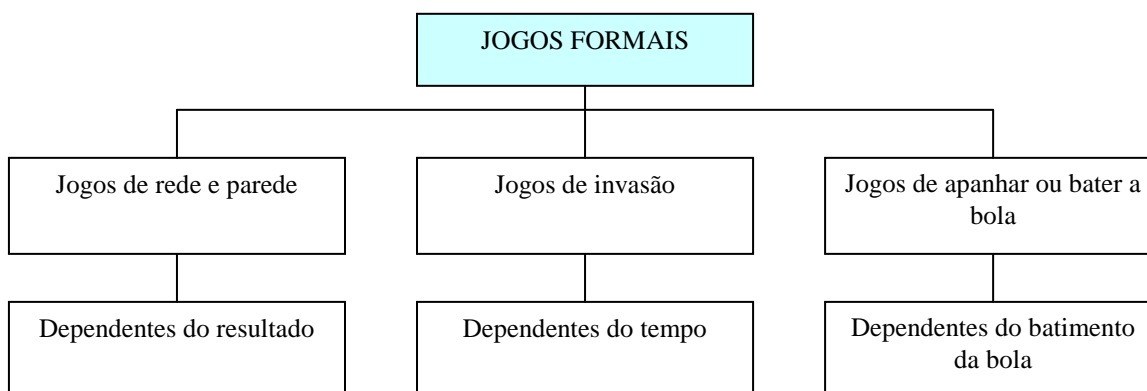 JOGOS FORMAIS
Jogos de rede e parede
Jogos de invasão
Jogos de apanhar ou bater a
bola
Dependentes do resultado
Dependentes do tempo
Dependentes do batimento
da bola